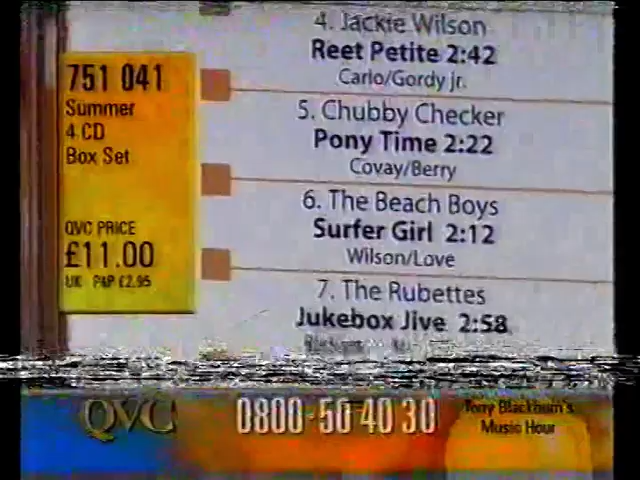 4. Jackie Wilson
Reet Petite 2:42
Carlo/Gordy Jr.
5. Chubby Checker
Pony Time 2:22
Covay/Berry
6. The Beach Boys
Surfer Girl 2:12
Wilson/Love
7. The Rubettes
Jukebox Jive 2:58
751 041
Summer
4 CD
Box Set
QVC PRICE
£11.00
UK P&P £2.95
QVC
0800-50 40 30
Tony Blackburn's
Music Hour